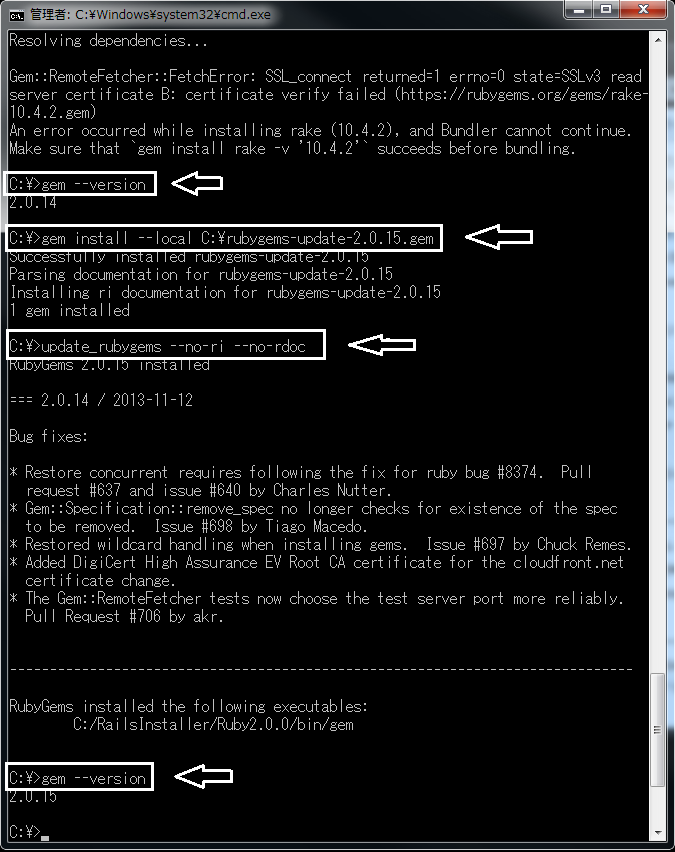 管理者: C:¥Windows¥system32¥cmd.exe
Resolving dependencies...
Gem::RemoteFetcher::FetchError: SSL_connect returned=1 errno=0 state=SSLv3 read
server certificate B: certificate verify failed (https://rubygems.org/gems/rake-
10.4.2.gem)
An error occurred while installing rake (10.4.2), and Bundler cannot continue.
Make sure that `gem install rake -v '10.4.2'` succeeds before bundling.
C:¥>gem --version
2.0.14
C:¥>gem install --local C:¥rubygems-update-2.0.15.gem
Successfully installed rubygems-update-2.0.15
Parsing documentation for rubygems-update-2.0.15
Installing ri documentation for rubygems-update-2.0.15
1 gem installed
C:¥>update_rubygems --no-ri --no-rdoc
RubyGems 2.0.15 installed
=== 2.0.14 / 2013-11-12
Bug fixes:
* Restore concurrent requires following the fix for ruby bug #8374.  Pull
request #637 and issue #640 by Charles Nutter.
* Gem::Specification::remove_spec no longer checks for existence of the spec
to be removed.  Issue #698 by Tiago Macedo.
* Restored wildcard handling when installing gems.  Issue #697 by Chuck Remes.
* Added DigiCert High Assurance EV Root CA certificate for the cloudfront.net
certificate change.
* The Gem::RemoteFetcher tests now choose the test server port more reliably.
Pull Request #706 by akr.
------------------------------------------------------------------------------
RubyGems installed the following executables:
C:/RailsInstaller/Ruby2.0.0/bin/gem
C:¥>gem --version
2.0.15
C:¥>